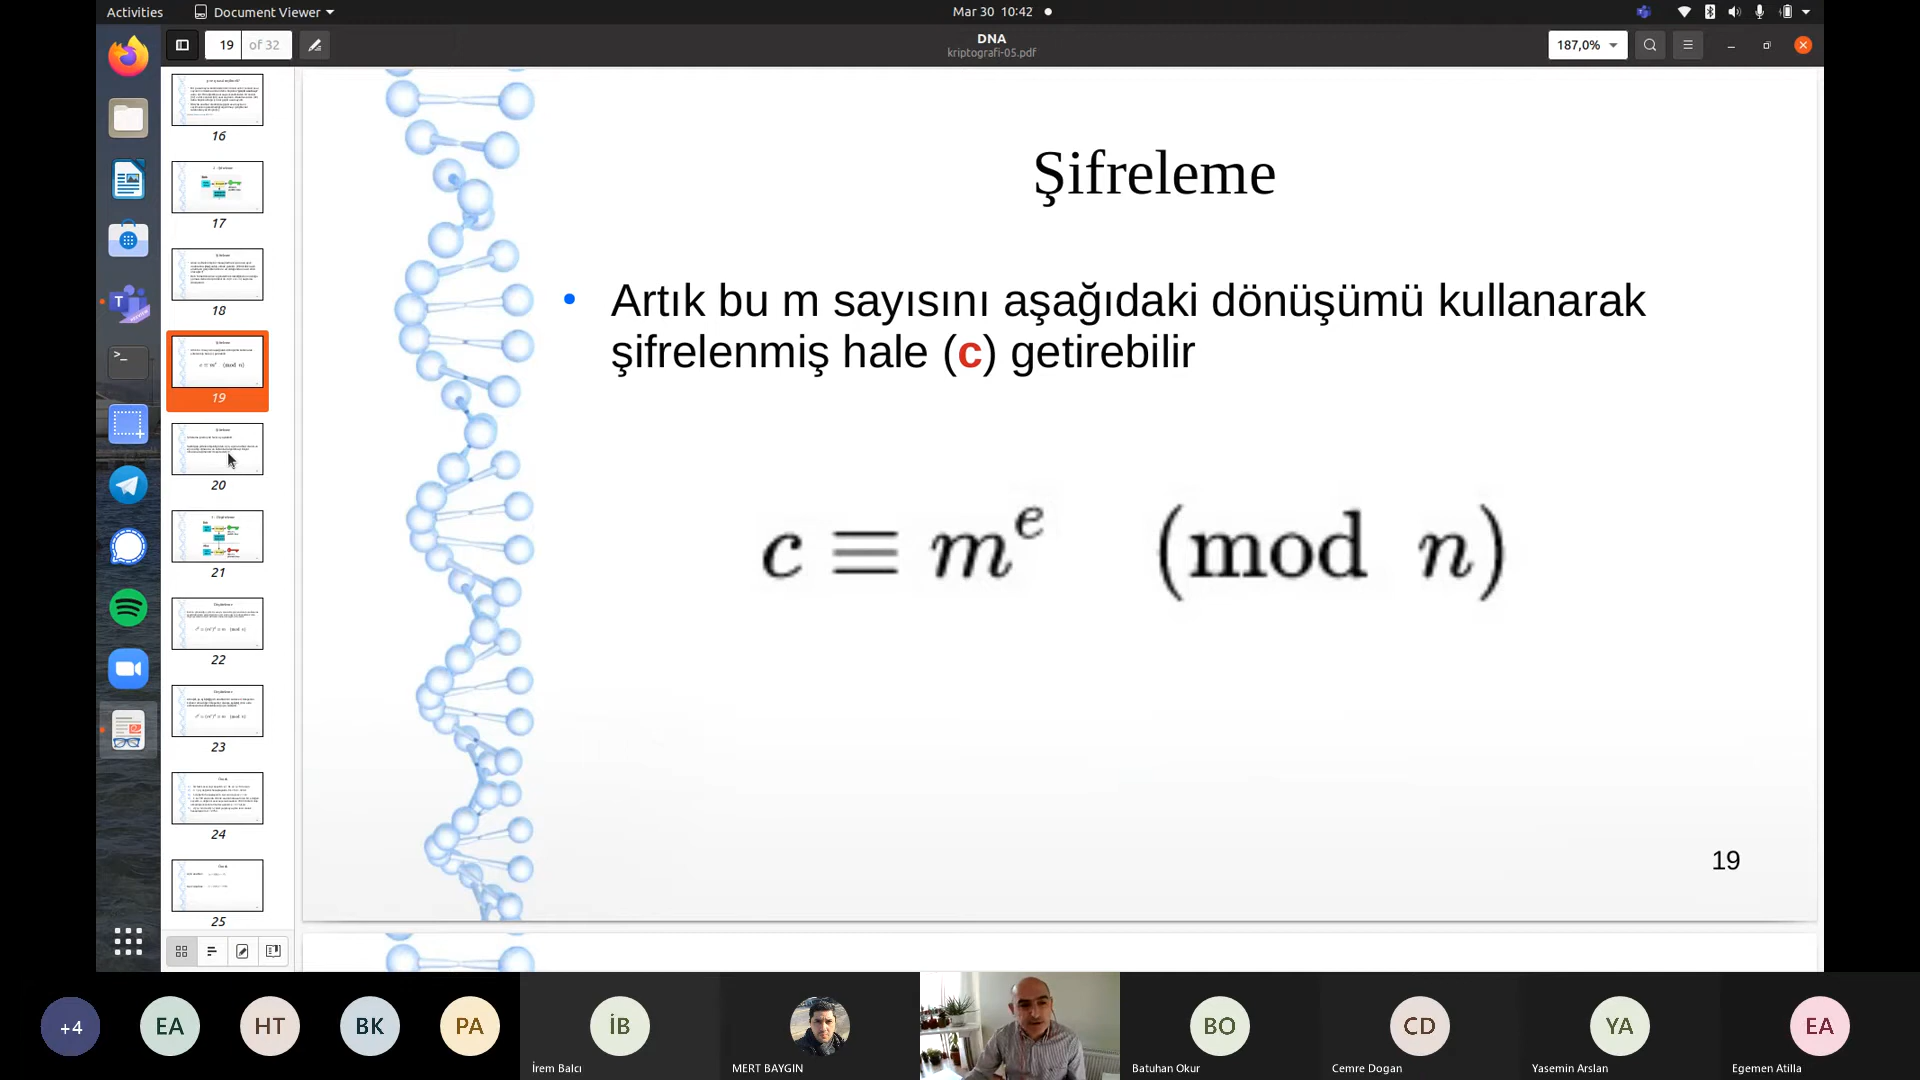 Activities
Document Viewer
Mar 30 10:42
19 of 32
DNA
kriptografi-05.pdf
187,0%
16
17
18
19
20
21
22
23
24
25
Şifreleme
• Artık bu m sayısını aşağıdaki dönüşümü kullanarak
şifrelenmiş hale (c) getirebilir
c ≡ mᵉ (mod n)
19
+4
EA
HT
BK
PA
İB
İrem Balcı
MERT BAYGIN
BO
Batuhan Okur
CD
Cemre Dogan
YA
Yasemin Arslan
EA
Egemen Atilla